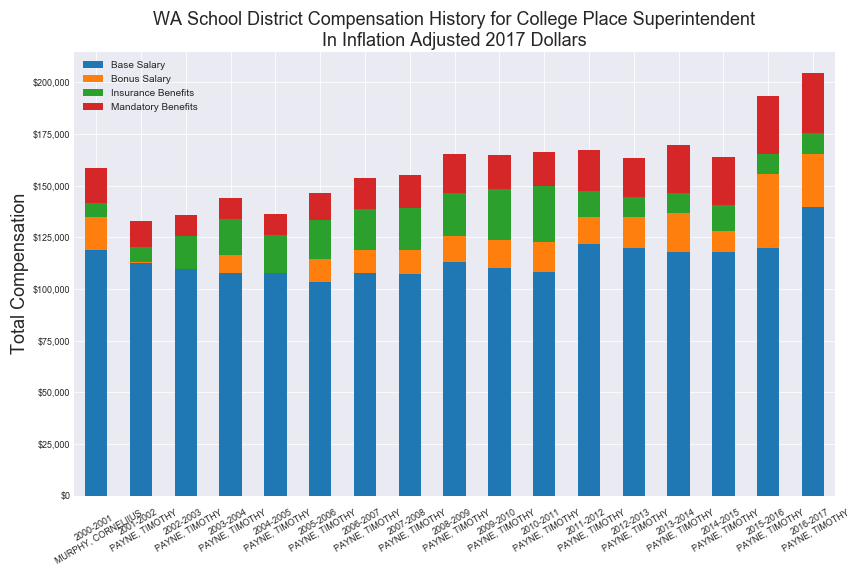 WA School District Compensation History for College Place Superintendent
In Inflation Adjusted 2017 Dollars
Base Salary
Bonus Salary
Insurance Benefits
Mandatory Benefits
Total Compensation
$200,000
$175,000
$150,000
$125,000
$100,000
$75,000
$50,000
$25,000
$0
2000-2001
MURPHY, CORNELIUS
2001-2002
PAYNE, TIMOTHY
2002-2003
PAYNE, TIMOTHY
2003-2004
PAYNE, TIMOTHY
2004-2005
PAYNE, TIMOTHY
2005-2006
PAYNE, TIMOTHY
2006-2007
PAYNE, TIMOTHY
2007-2008
PAYNE, TIMOTHY
2008-2009
PAYNE, TIMOTHY
2009-2010
PAYNE, TIMOTHY
2010-2011
PAYNE, TIMOTHY
2011-2012
PAYNE, TIMOTHY
2012-2013
PAYNE, TIMOTHY
2013-2014
PAYNE, TIMOTHY
2014-2015
PAYNE, TIMOTHY
2015-2016
PAYNE, TIMOTHY
2016-2017
PAYNE, TIMOTHY